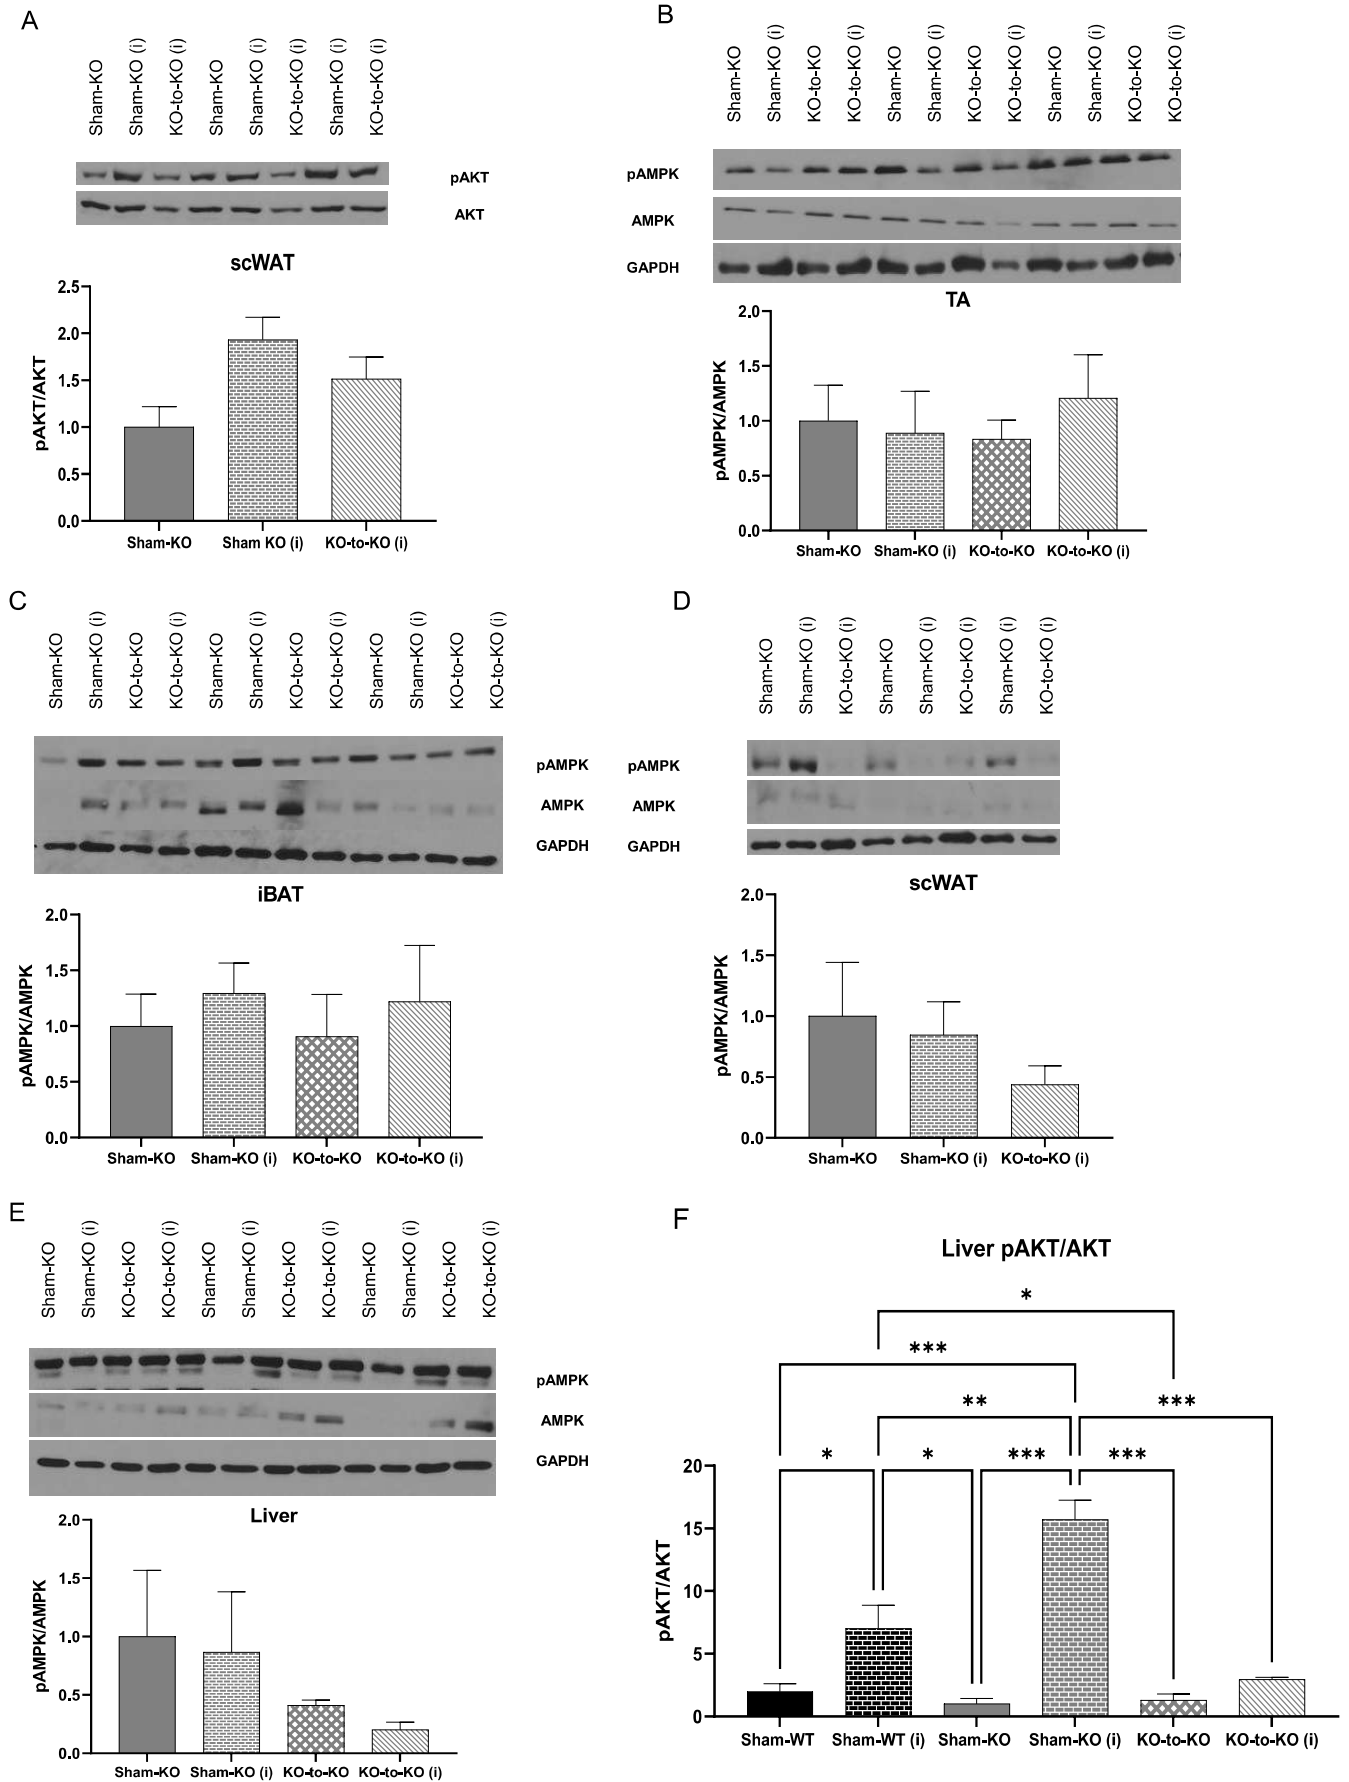 A
Sham-KO
Sham-KO (i)
KO-to-KO (i)
Sham-KO
Sham-KO (i)
KO-to-KO (i)
Sham-KO (i)
KO-to-KO (i)
pAKT
AKT
scWAT
pAKT/AKT
2.5
2.0
1.5
1.0
0.5
0.0
Sham-KO
Sham KO (i)
KO-to-KO (i)
B
Sham-KO
Sham-KO (i)
KO-to-KO
KO-to-KO (i)
Sham-KO
Sham-KO (i)
KO-to-KO
KO-to-KO (i)
Sham-KO
Sham-KO (i)
KO-to-KO
KO-to-KO (i)
pAMPK
AMPK
GAPDH
TA
pAMPK/AMPK
2.0
1.5
1.0
0.5
0.0
Sham-KO
Sham-KO (i)
KO-to-KO
KO-to-KO (i)
C
Sham-KO
Sham-KO (i)
KO-to-KO
KO-to-KO (i)
Sham-KO
Sham-KO (i)
KO-to-KO
KO-to-KO (i)
Sham-KO
Sham-KO (i)
KO-to-KO
KO-to-KO (i)
pAMPK
AMPK
GAPDH
iBAT
pAMPK/AMPK
2.0
1.5
1.0
0.5
0.0
Sham-KO
Sham-KO (i)
KO-to-KO
KO-to-KO (i)
D
Sham-KO
Sham-KO (i)
KO-to-KO (i)
Sham-KO
Sham-KO (i)
KO-to-KO (i)
Sham-KO (i)
KO-to-KO (i)
pAMPK
AMPK
GAPDH
scWAT
pAMPK/AMPK
2.0
1.5
1.0
0.5
0.0
Sham-KO
Sham-KO (i)
KO-to-KO (i)
E
Sham-KO
Sham-KO (i)
KO-to-KO
KO-to-KO (i)
Sham-KO
Sham-KO (i)
KO-to-KO
KO-to-KO (i)
Sham-KO
Sham-KO (i)
KO-to-KO
KO-to-KO (i)
pAMPK
AMPK
GAPDH
Liver
pAMPK/AMPK
2.0
1.5
1.0
0.5
0.0
Sham-KO
Sham-KO (i)
KO-to-KO
KO-to-KO (i)
F
Liver pAKT/AKT
*
***
** ***
* * *** ***
pAKT/AKT
20
15
10
5
0
Sham-WT
Sham-WT (i)
Sham-KO
Sham-KO (i)
KO-to-KO
KO-to-KO (i)